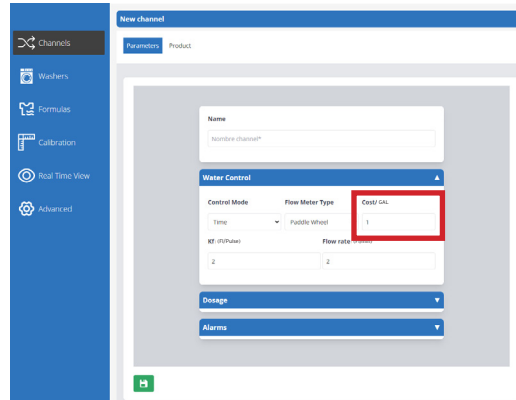 New channel
Channels
Washers
Formulas
Calibration
Real Time View
Advanced
Parameters Product
Name
Nombre channel*
Water Control
Control Mode Flow Meter Type Cost/ GAL
Time Paddle Wheel 1
Kf: (Fl/Pulse) Flow rate
2 2
Dosage
Alarms